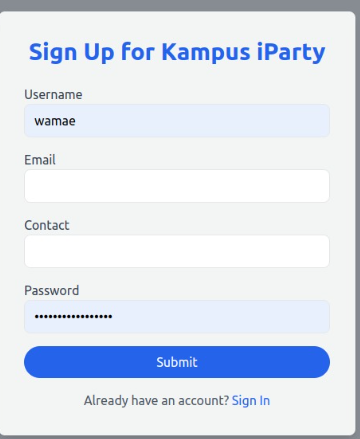 Sign Up for Kampus iParty
Username
wamae
Email
Contact
Password
•••••••••••••••••
Submit
Already have an account? Sign In